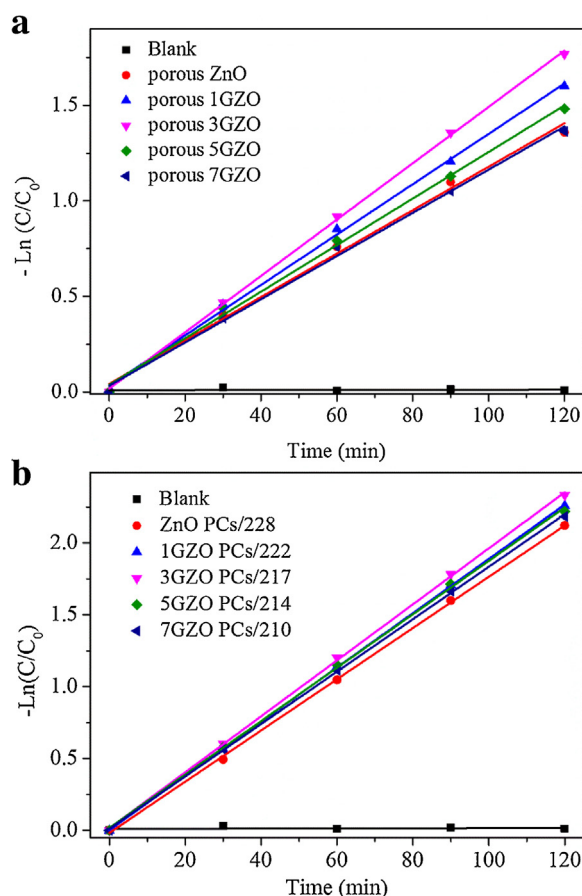 a
Blank
porous ZnO
porous 1GZO
porous 3GZO
porous 5GZO
porous 7GZO
- Ln (C/C₀)
1.5
1.0
0.5
0.0
0 20 40 60 80 100 120
Time (min)
b
Blank
ZnO PCs/228
1GZO PCs/222
3GZO PCs/217
5GZO PCs/214
7GZO PCs/210
-Ln(C/C₀)
2.0
1.5
1.0
0.5
0.0
0 20 40 60 80 100 120
Time (min)